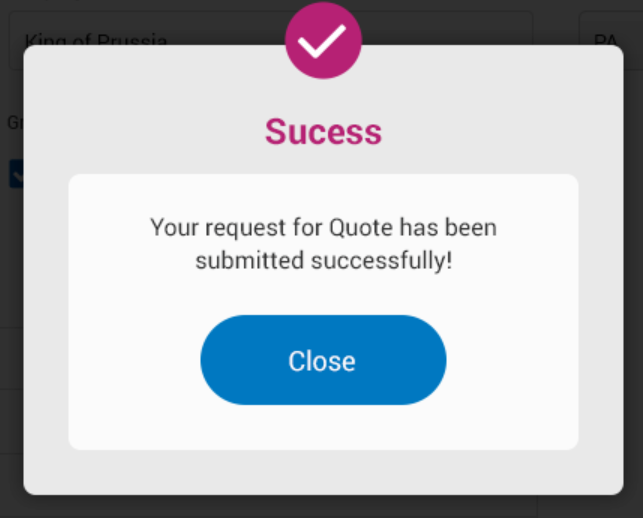 King of Prussia
PA
Gr
Sucess
Your request for Quote has been
submitted successfully!
Close